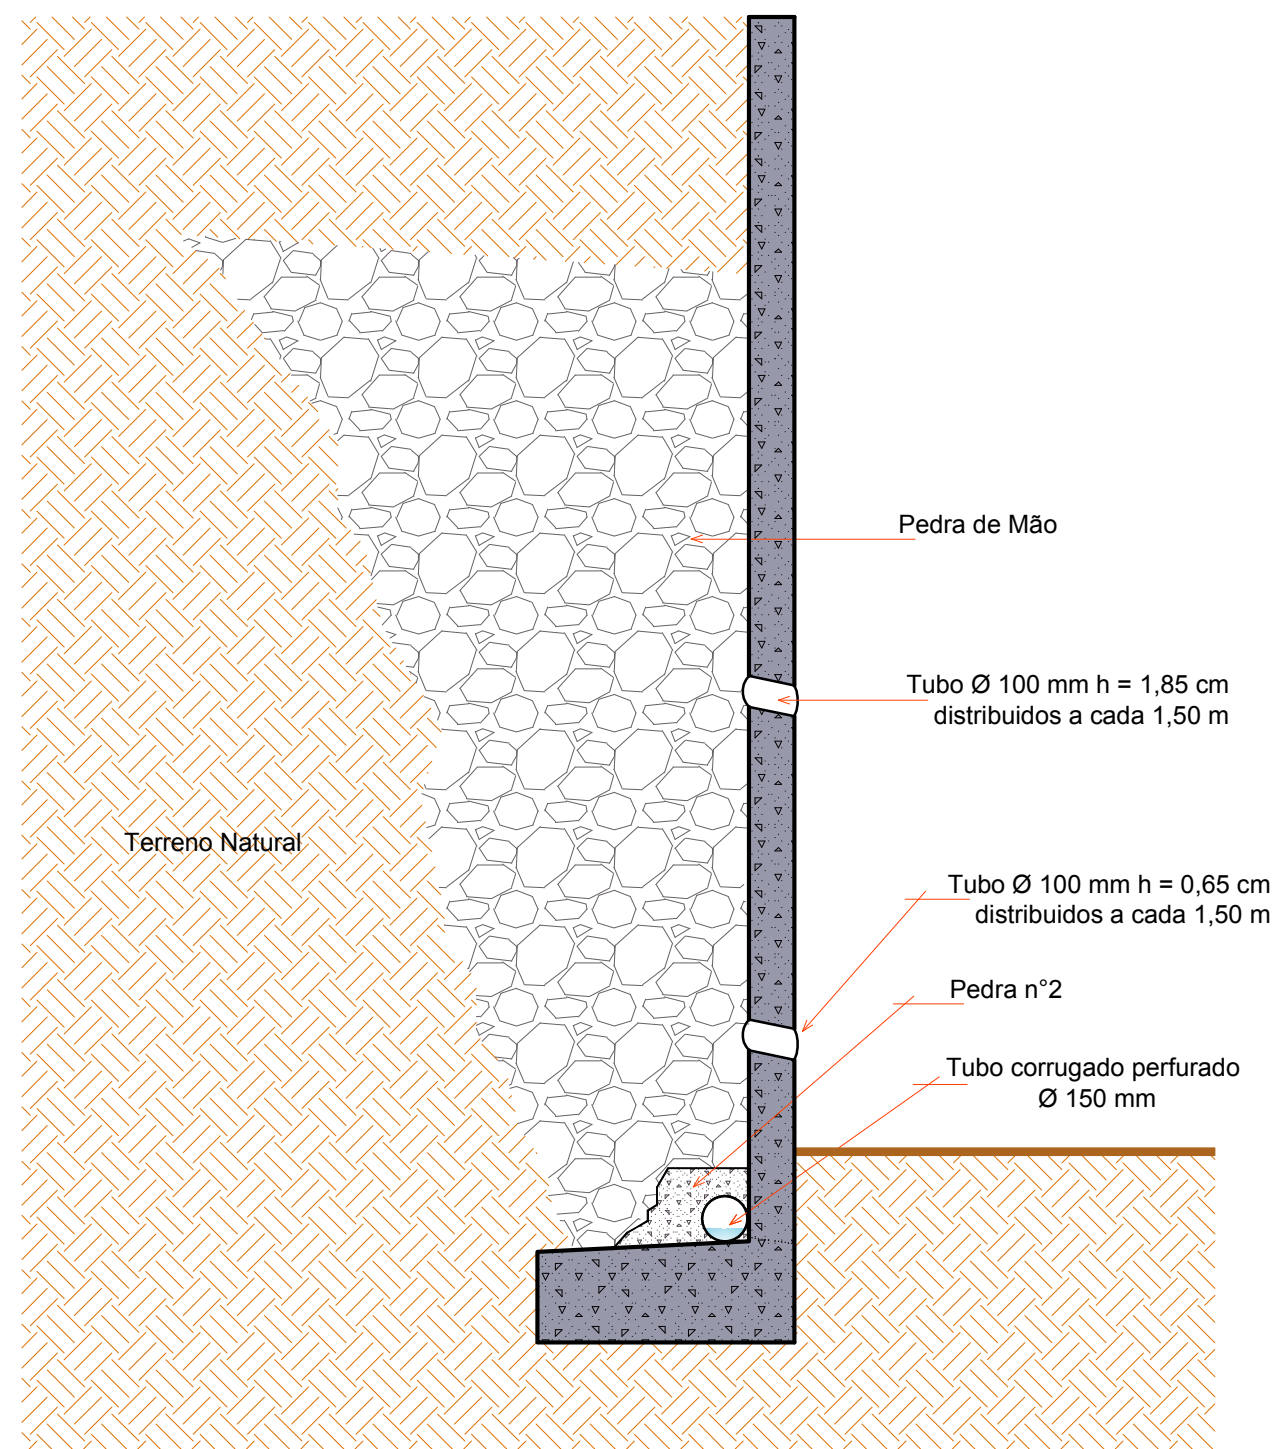 Pedra de Mão
Tubo Ø 100 mm h = 1,85 cm
distribuidos a cada 1,50 m
Terreno Natural
Tubo Ø 100 mm h = 0,65 cm
distribuidos a cada 1,50 m
Pedra n°2
Tubo corrugado perfurado
Ø 150 mm